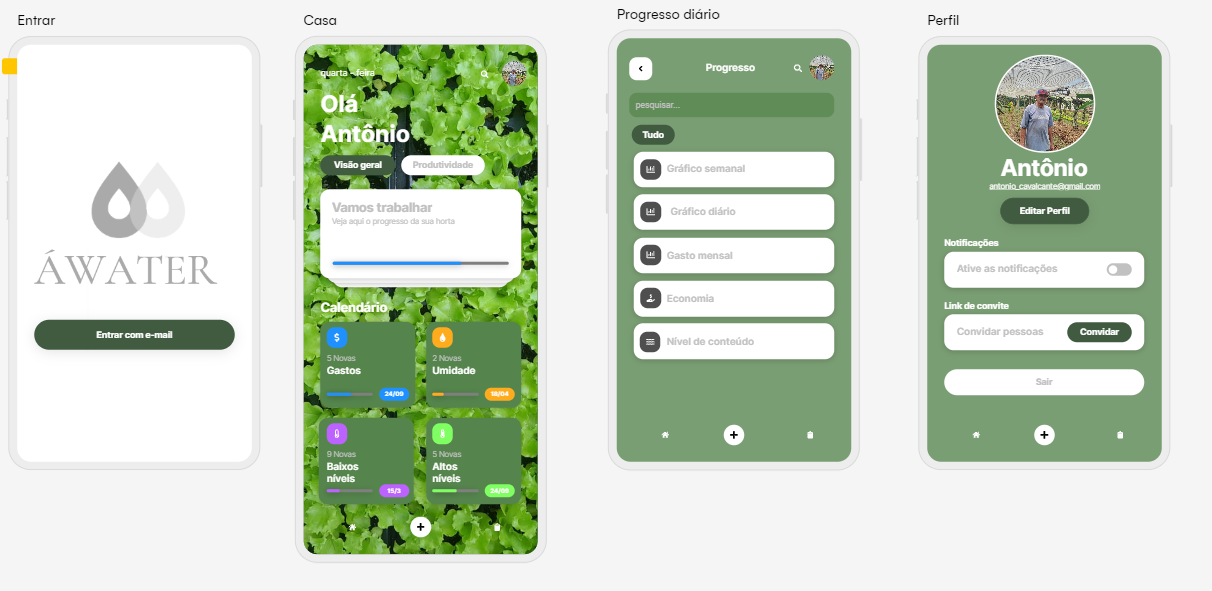 Entrar
ÁWATER
Entrar com e-mail
Casa
quarta - feira
Olá
Antônio
Visão geral
Produtividade
Vamos trabalhar
Veja aqui o progresso da sua horta
Calendário
5 Novas
Gastos
24/09
2 Novas
Umidade
18/04
9 Novas
Baixos
níveis
15/3
5 Novas
Altos
níveis
24/09
Progresso diário
Progresso
pesquisar...
Tudo
Gráfico semanal
Gráfico diário
Gasto mensal
Economia
Nível de conteúdo
Perfil
Antônio
antonio_cavalcante@gmail.com
Editar Perfil
Notificações
Ative as notificações
Link de convite
Convidar pessoas
Convidar
Sair